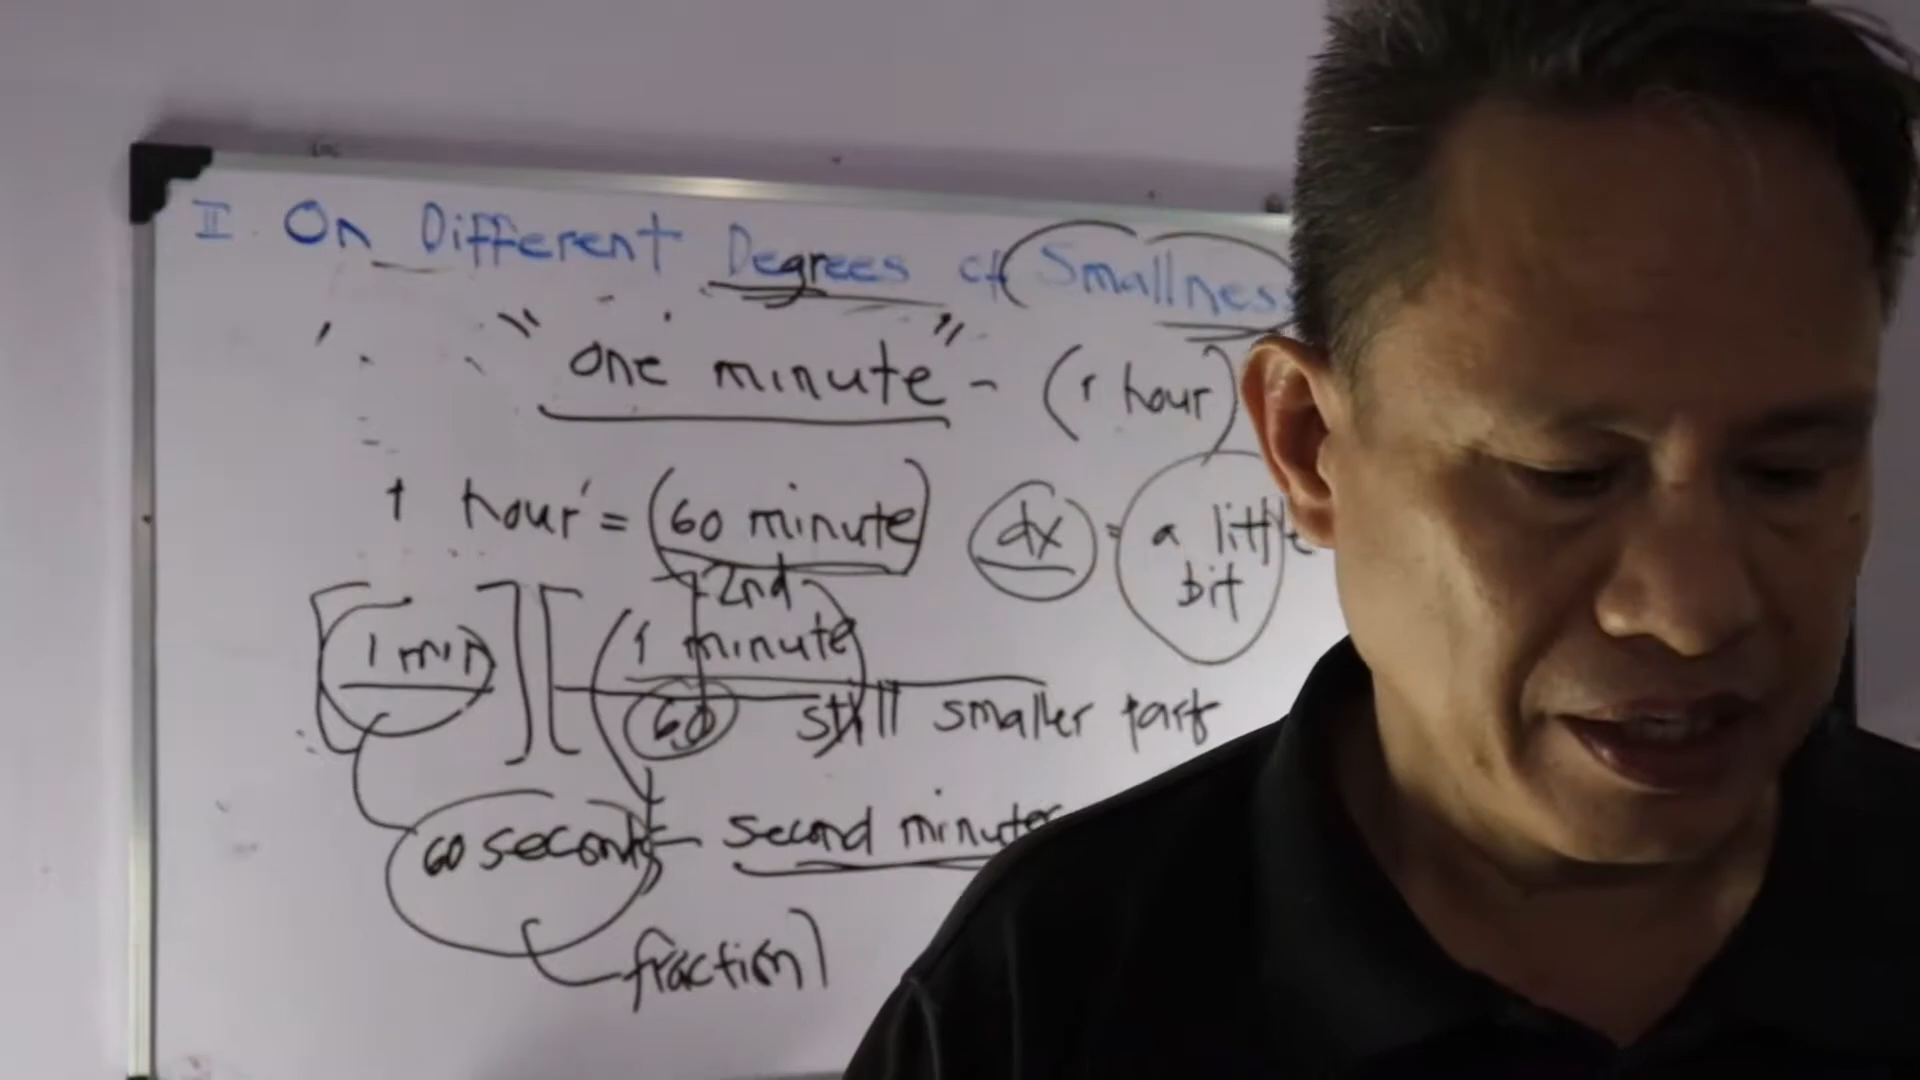 II. On Different Degrees of Smallness
"one minute" - (1 hour)
1 hour = (60 minute) dx = a little bit
2nd
[1 min] [1 minute
60 still smaller part
60 seconds - second minutes
fraction